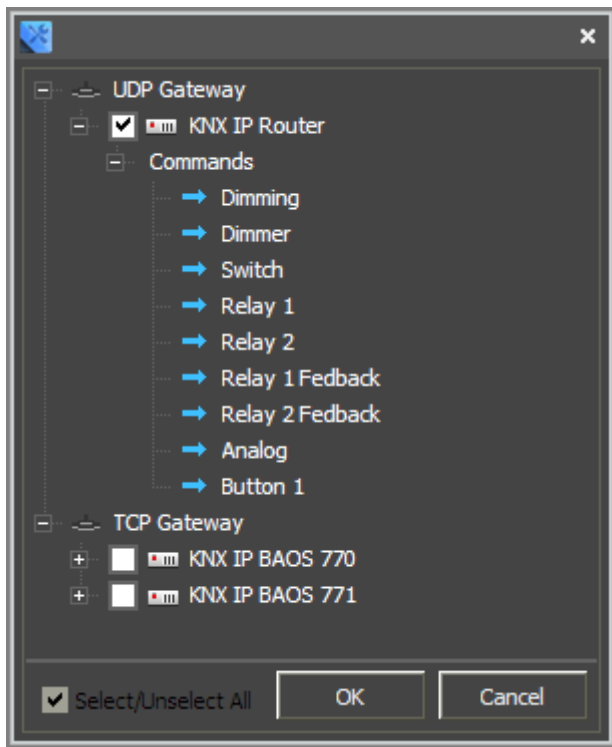 UDP Gateway
KNX IP Router
Commands
Dimming
Dimmer
Switch
Relay 1
Relay 2
Relay 1 Fedback
Relay 2 Fedback
Analog
Button 1
TCP Gateway
KNX IP BAOS 770
KNX IP BAOS 771
Select/Unselect All OK Cancel